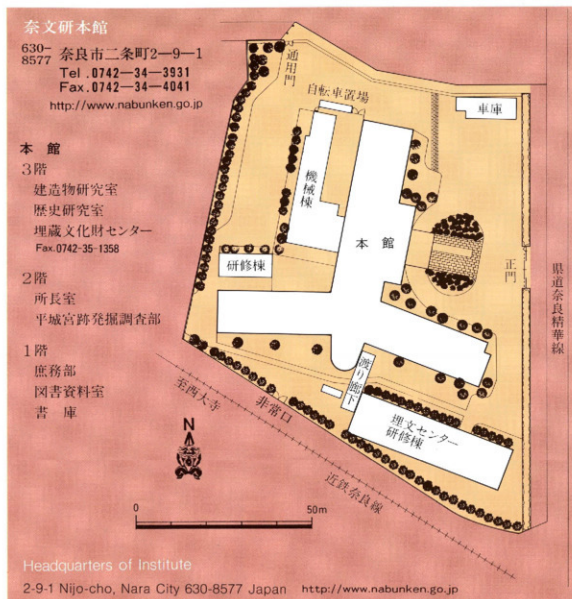 奈文研本館
630-8577 奈良市二条町2—9—1
Tel.0742—34—3931
Fax.0742—34—4041
http://www.nabunken.go.jp
本館
3階
建造物研究室
歴史研究室
埋蔵文化財センター
Fax.0742-35-1358
2階
所長室
平城宮跡発掘調査部
1階
庶務部
図書資料室
書庫
通用門
自転車置場
車庫
機械棟
本館
正門
県道奈良精華線
研修棟
渡り廊下
埋文センター
研修棟
至西大寺
非常口
近鉄奈良線
N
0 50m
Headquarters of Institute
2-9-1 Nijo-cho, Nara City 630-8577 Japan http://www.nabunken.go.jp